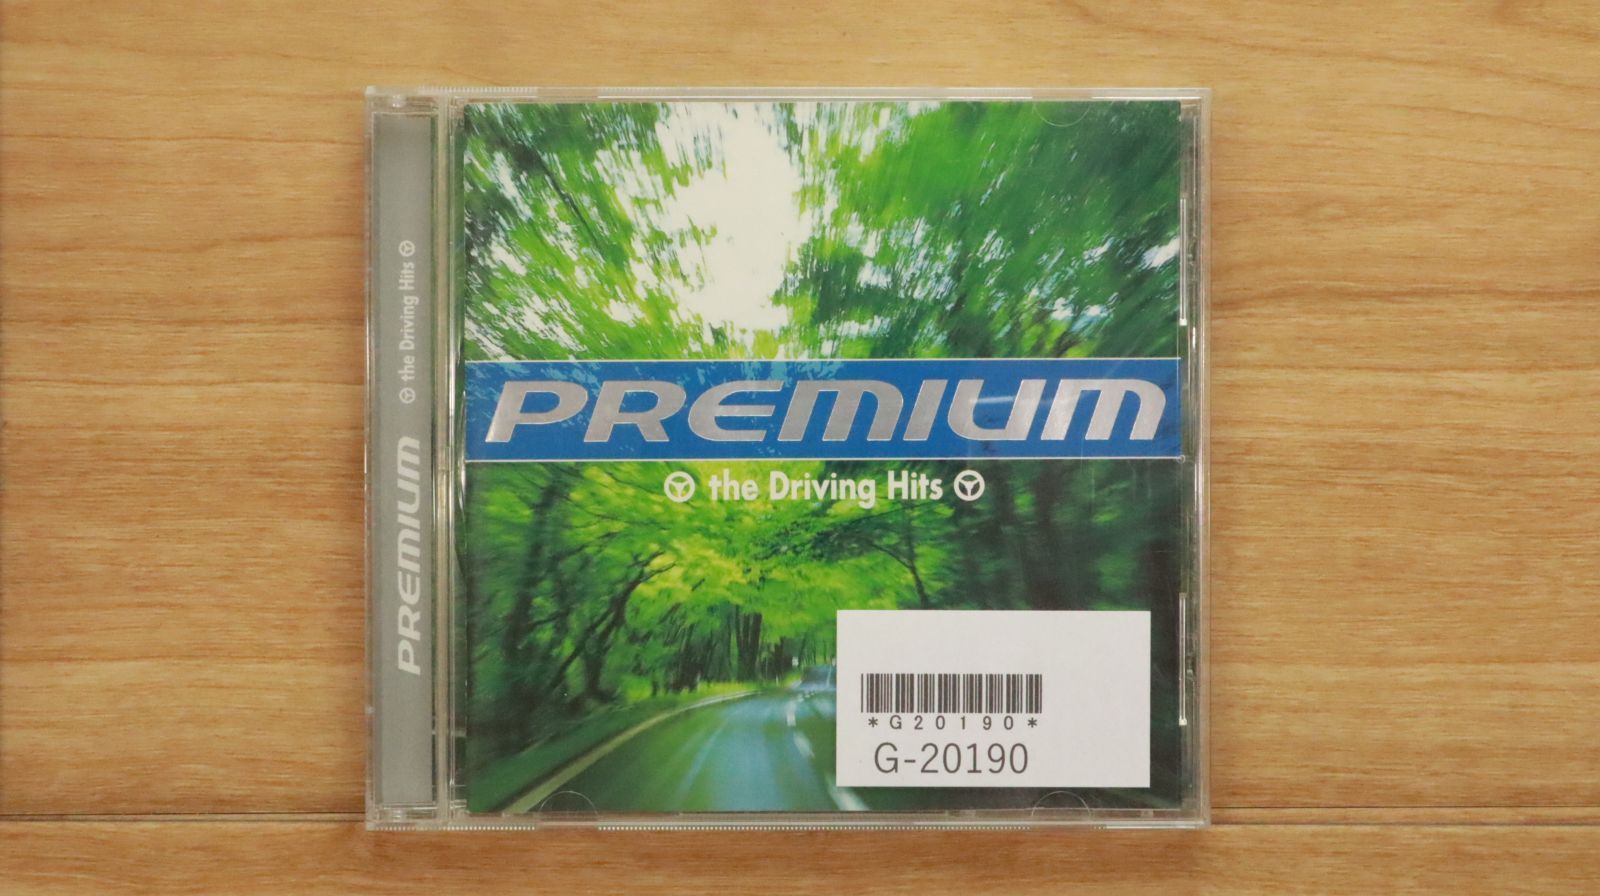 PREMIUM the Driving Hits
PREMIUM
the Driving Hits
*G20190*
G-20190